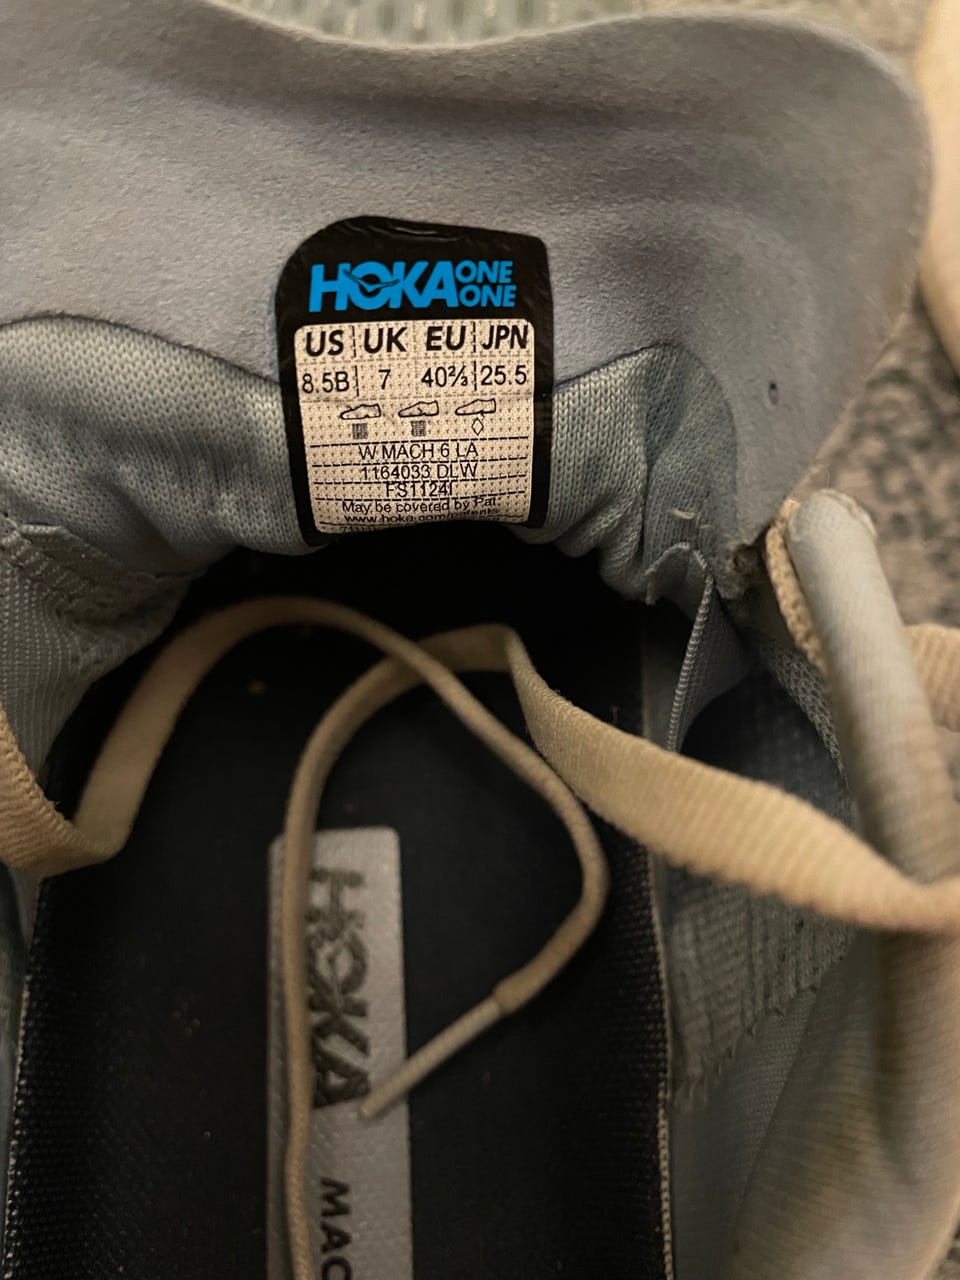 HOKA ONE ONE
US UK EU JPN
8.5B 7 40⅔ 25.5
W MACH 6 LA
1164033 DLW
FS1124I
May be covered by Pat
www.hoka.com/patents
HOKA
MAC